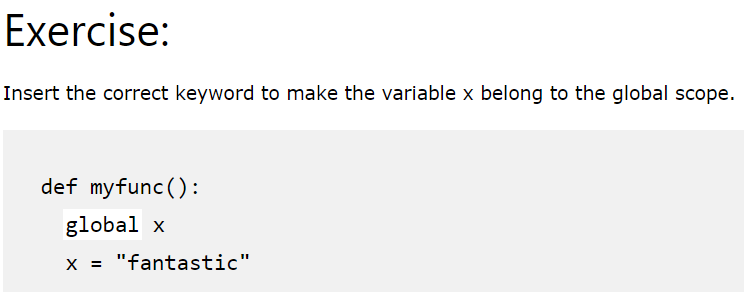 Exercise:
Insert the correct keyword to make the variable x belong to the global scope.
def myfunc():
global x
x = "fantastic"